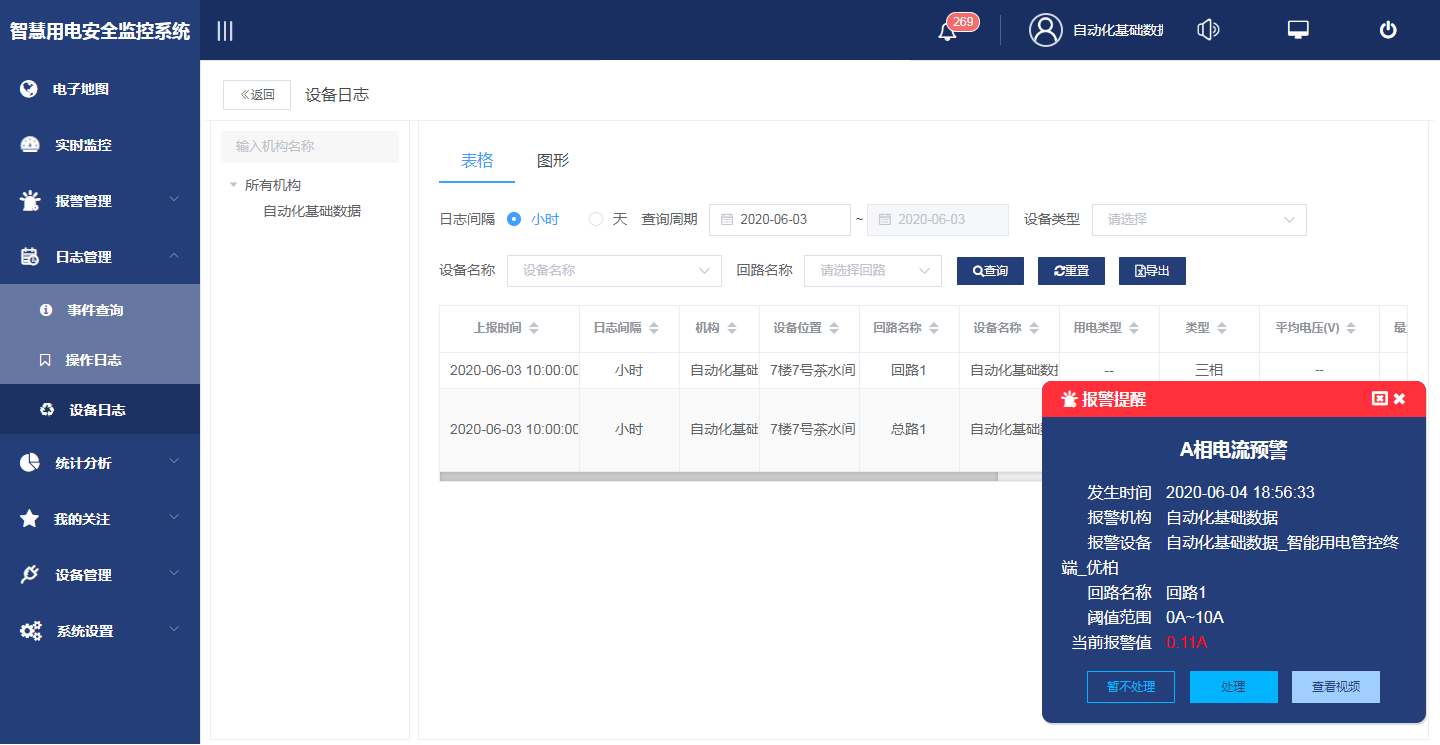 智慧用电安全监控系统
269
自动化基础数据
电子地图
实时监控
报警管理
日志管理
事件查询
操作日志
设备日志
统计分析
我的关注
设备管理
系统设置
返回
设备日志
输入机构名称
所有机构
自动化基础数据
表格 图形
日志间隔 小时 天 查询周期 2020-06-03 ~ 2020-06-03 设备类型 请选择
设备名称 设备名称 回路名称 请选择回路 查询 重置 导出
上报时间 日志间隔 机构 设备位置 回路名称 设备名称 用电类型 类型 平均电压(V) 最
2020-06-03 10:00:00 小时 自动化基础 7楼7号茶水间 回路1 自动化基础数据 -- 三相 --
2020-06-03 10:00:00 小时 自动化基础 7楼7号茶水间 总路1 自动化基础
报警提醒
A相电流预警
发生时间 2020-06-04 18:56:33
报警机构 自动化基础数据
报警设备 自动化基础数据_智能用电管控终
端_优柏
回路名称 回路1
阈值范围 0A~10A
当前报警值 0.11A
暂不处理 处理 查看视频